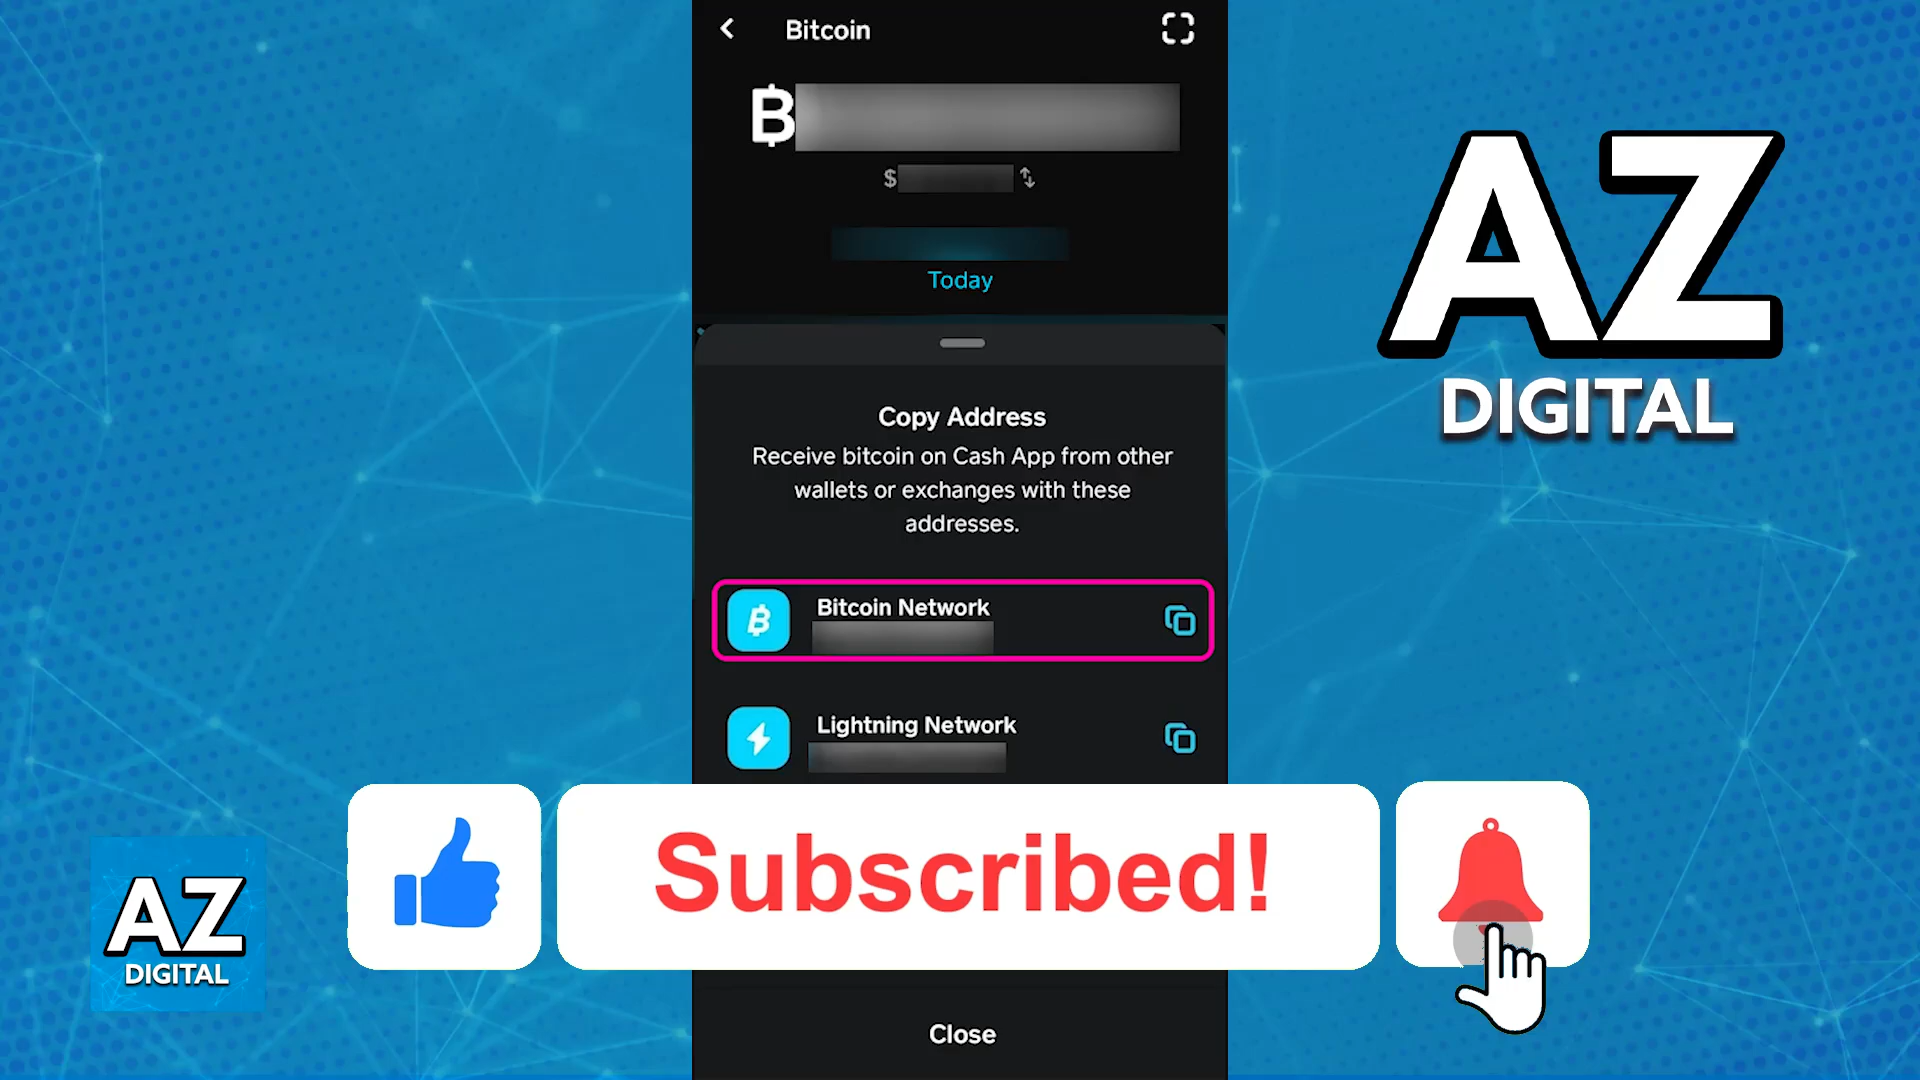 Bitcoin
₿
$
Today
Copy Address
Receive bitcoin on Cash App from other
wallets or exchanges with these
addresses.
Bitcoin Network
Lightning Network
Subscribed!
Close
AZ
DIGITAL
AZ
DIGITAL